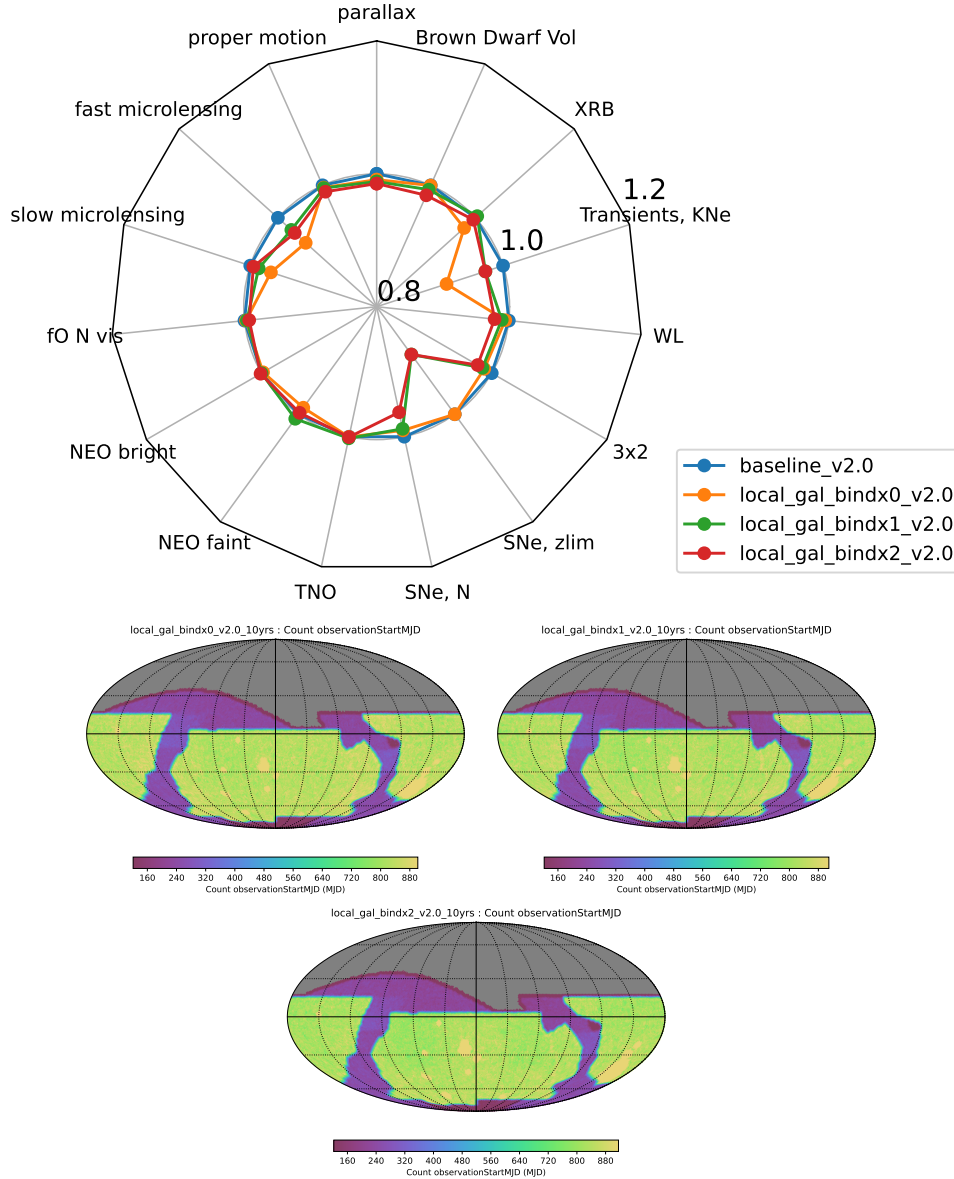 parallax
proper motion
Brown Dwarf Vol
fast microlensing
XRB
1.2
slow microlensing
Transients, KNe
1.0
0.8
fO N vis
WL
NEO bright
3x2
baseline_v2.0
local_gal_bindx0_v2.0
local_gal_bindx1_v2.0
local_gal_bindx2_v2.0
NEO faint
SNe, zlim
TNO
SNe, N
local_gal_bindx0_v2.0_10yrs : Count observationStartMJD
local_gal_bindx1_v2.0_10yrs : Count observationStartMJD
160 240 320 400 480 560 640 720 800 880
Count observationStartMJD (MJD)
160 240 320 400 480 560 640 720 800 880
Count observationStartMJD (MJD)
local_gal_bindx2_v2.0_10yrs : Count observationStartMJD
160 240 320 400 480 560 640 720 800 880
Count observationStartMJD (MJD)